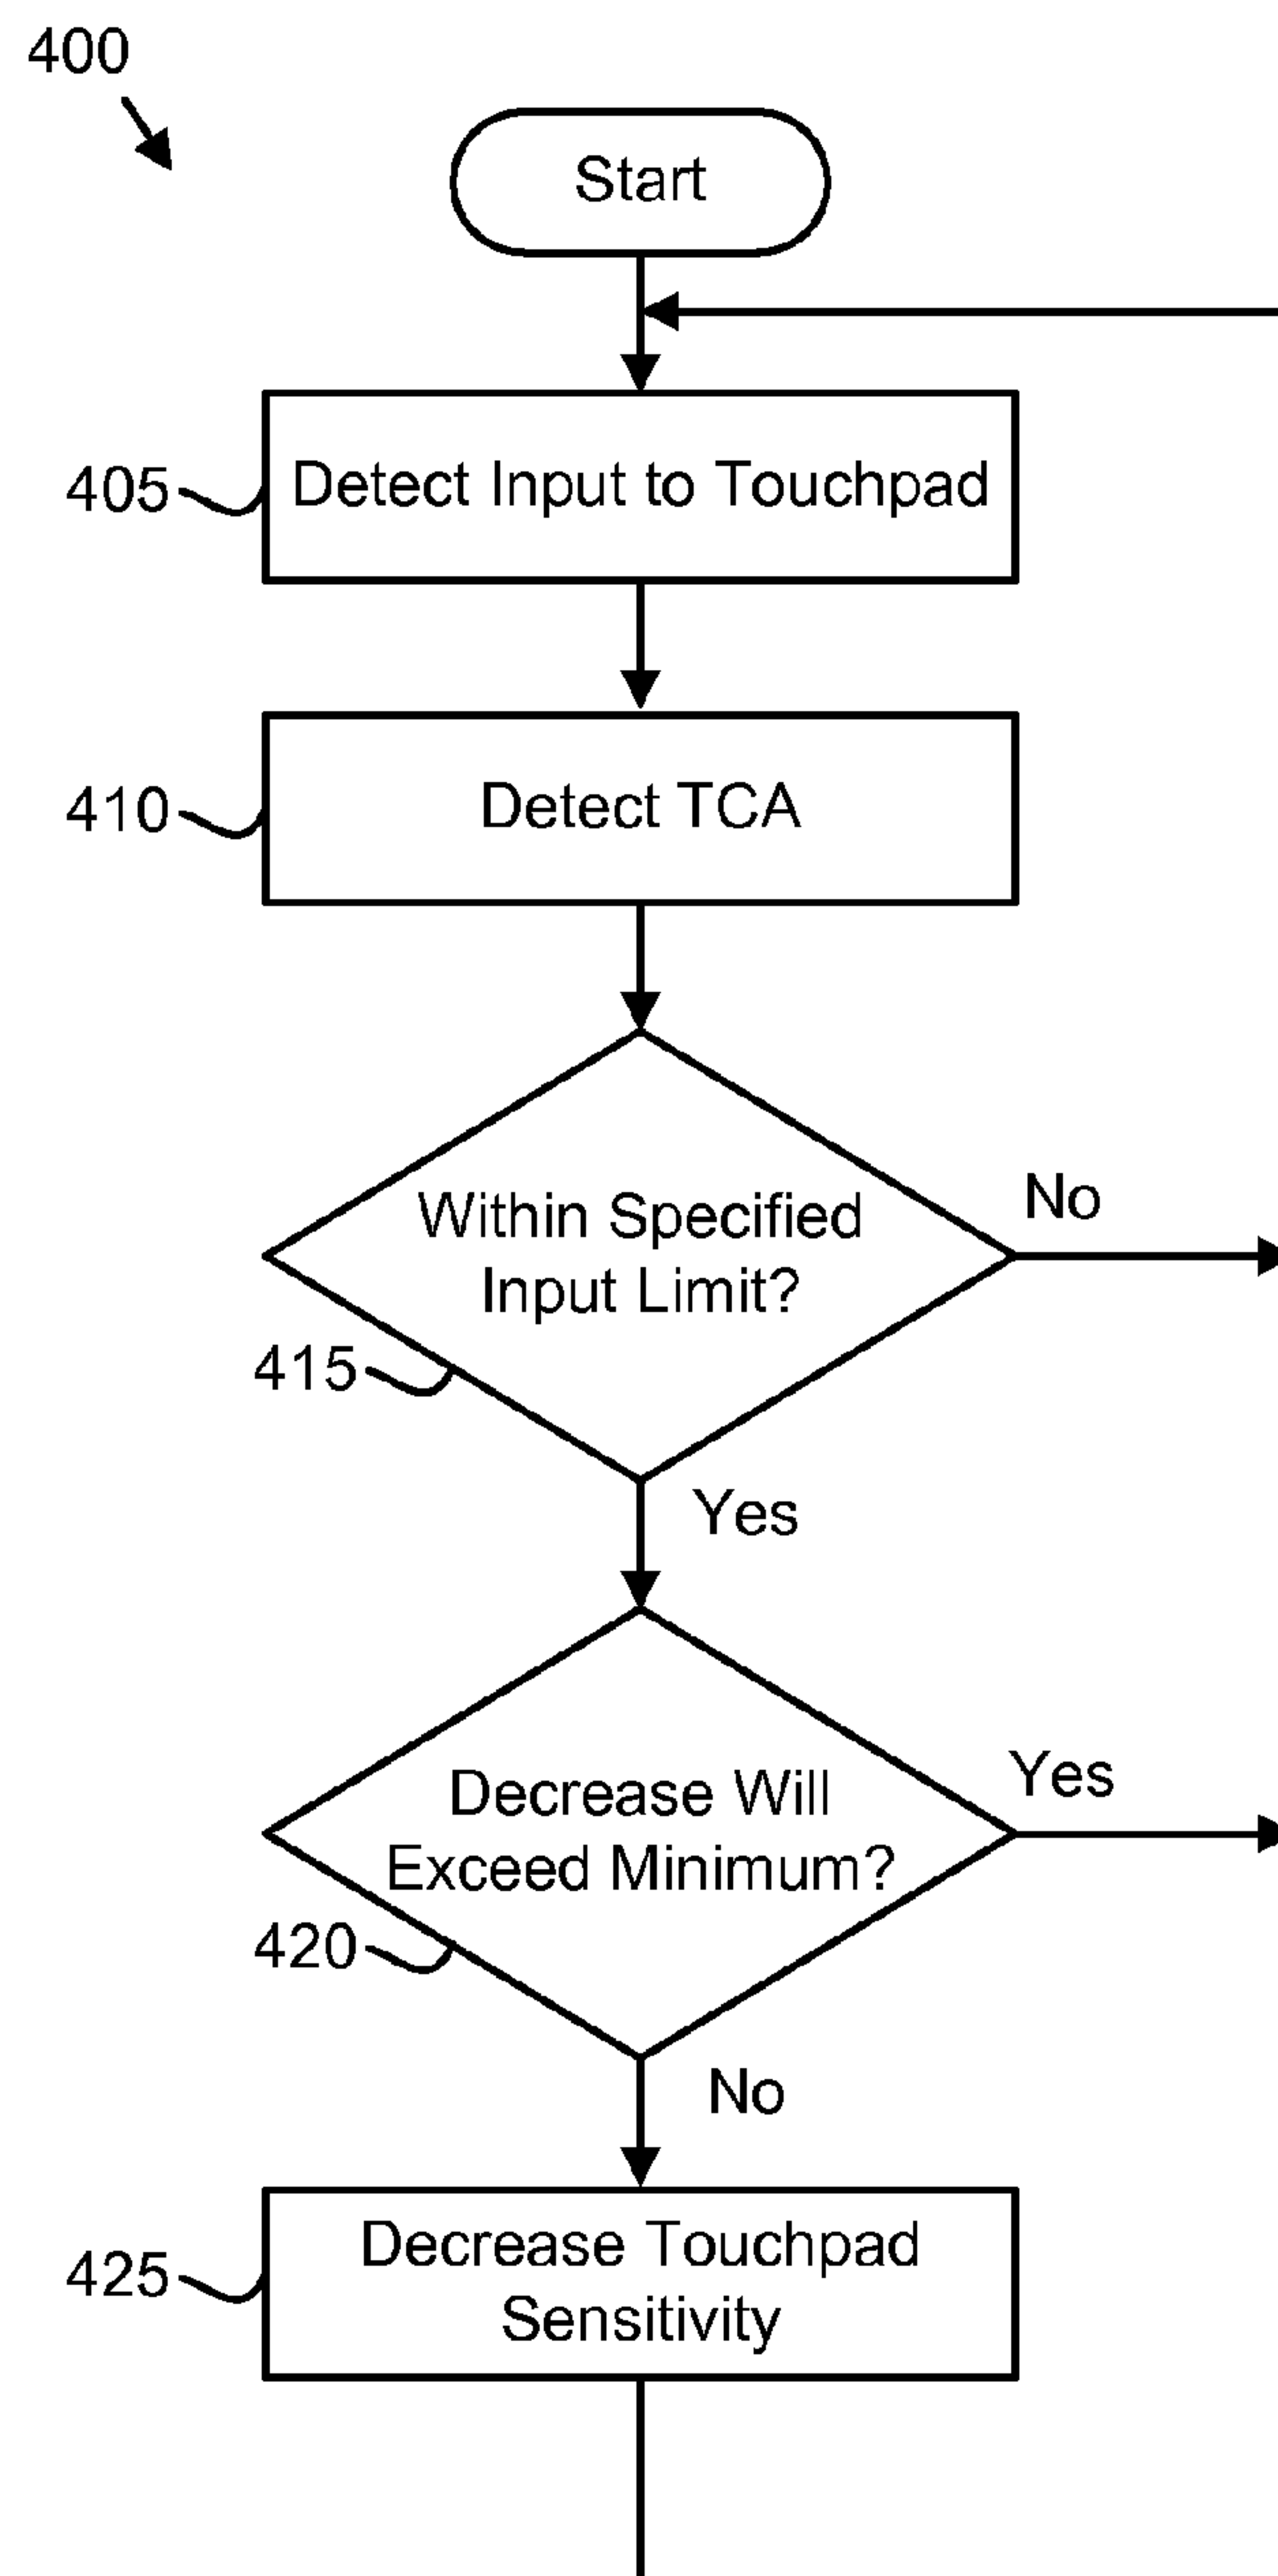 400
Start
405
Detect Input to Touchpad
410
Detect TCA
Within Specified
Input Limit?
No
415
Yes
Decrease Will
Exceed Minimum?
Yes
420
No
425
Decrease Touchpad
Sensitivity